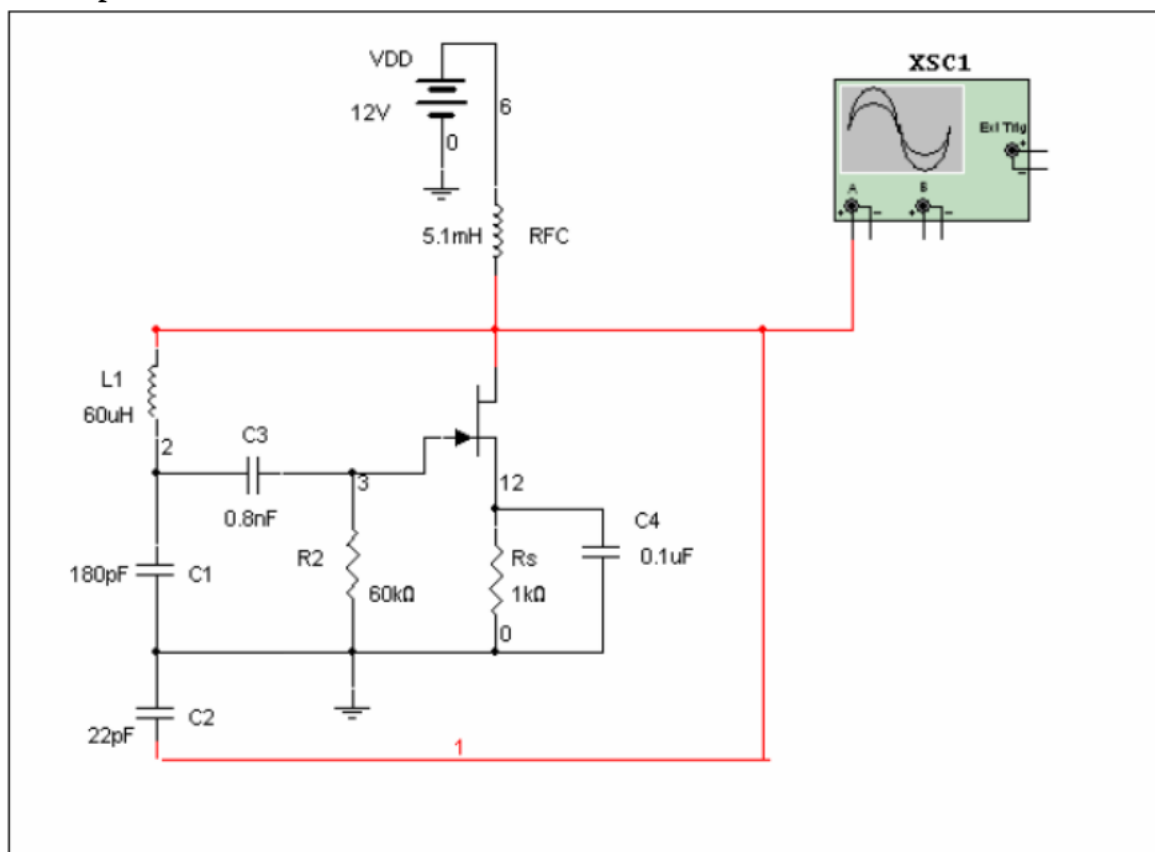 VDD
12V
0
6
XSC1
Ext Trig
+
−
A
B
+
−
+
−
5.1mH
RFC
L1
60uH
2
C3
0.8nF
3
12
C4
0.1uF
180pF
C1
R2
60kΩ
Rs
1kΩ
0
C2
22pF
1